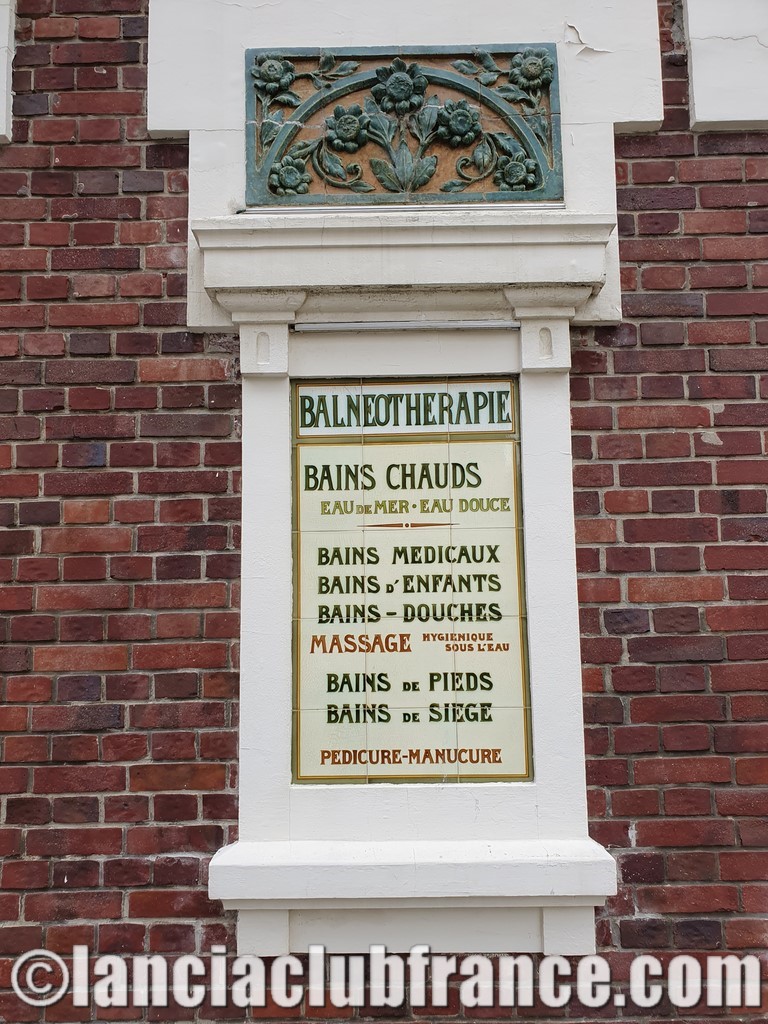 BALNEOTHERAPIE
BAINS CHAUDS
EAU DE MER · EAU DOUCE
BAINS MEDICAUX
BAINS D'ENFANTS
BAINS - DOUCHES
MASSAGE HYGIENIQUE SOUS L'EAU
BAINS DE PIEDS
BAINS DE SIEGE
PEDICURE-MANUCURE
©lanciaclubfrance.com